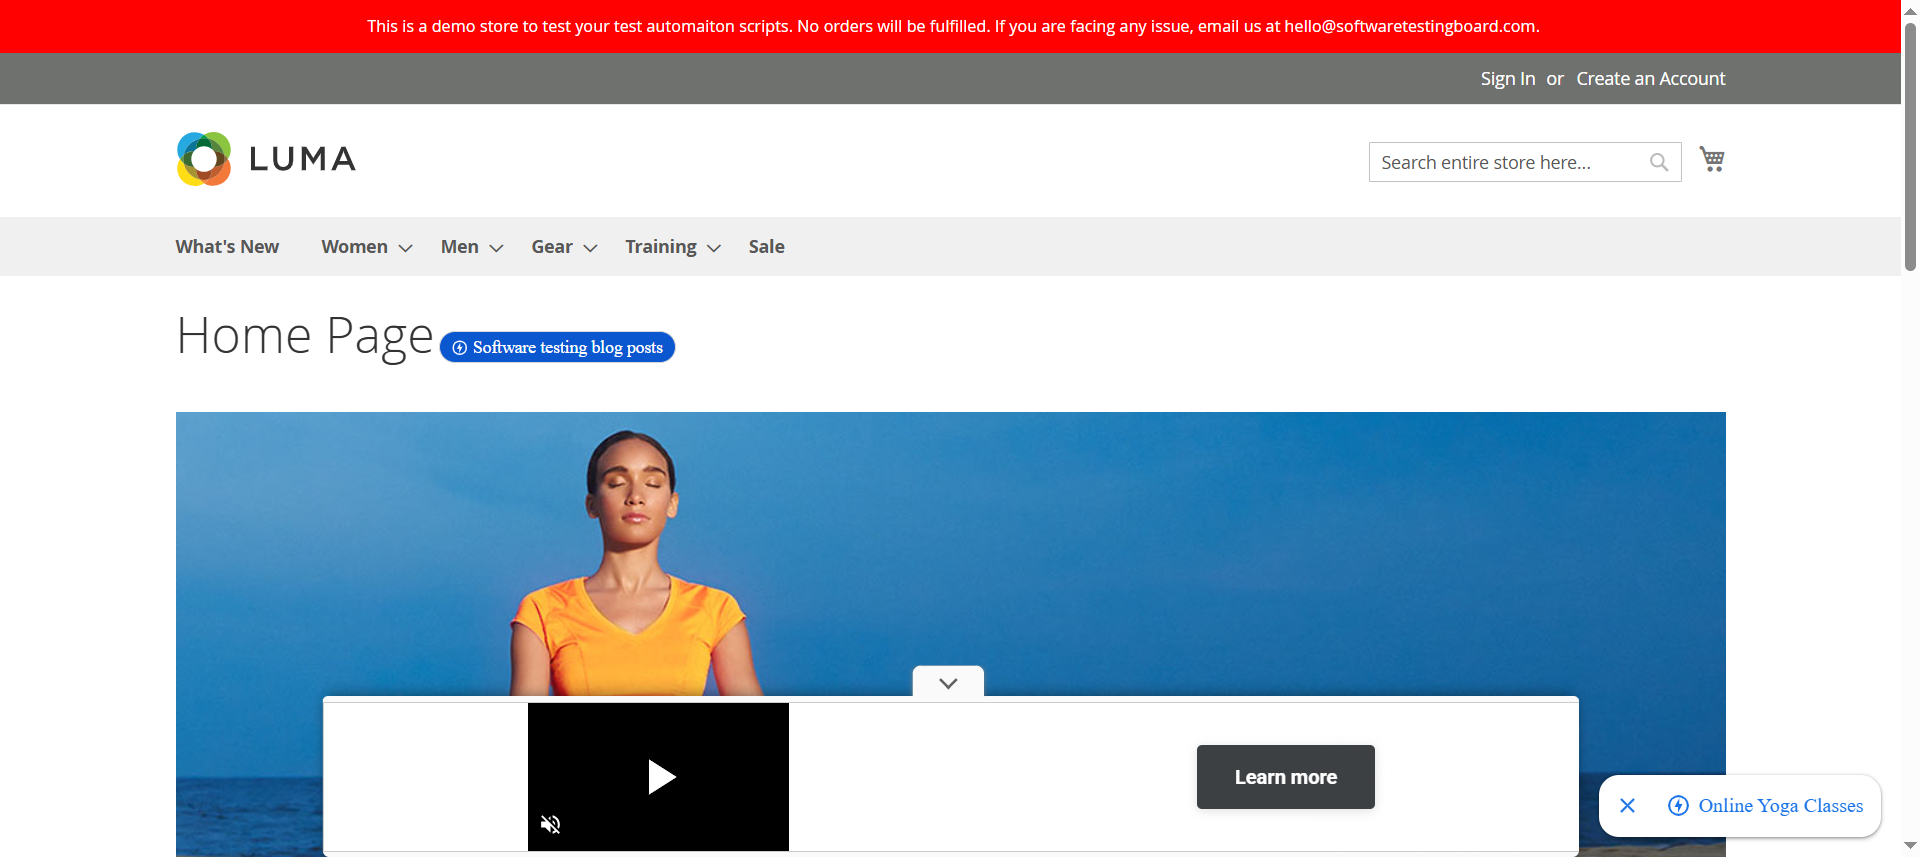 This is a demo store to test your test automaiton scripts. No orders will be fulfilled. If you are facing any issue, email us at hello@softwaretestingboard.com.
Sign In or Create an Account
LUMA
Search entire store here...
What's New Women Men Gear Training Sale
Home Page
Software testing blog posts
Learn more
Online Yoga Classes